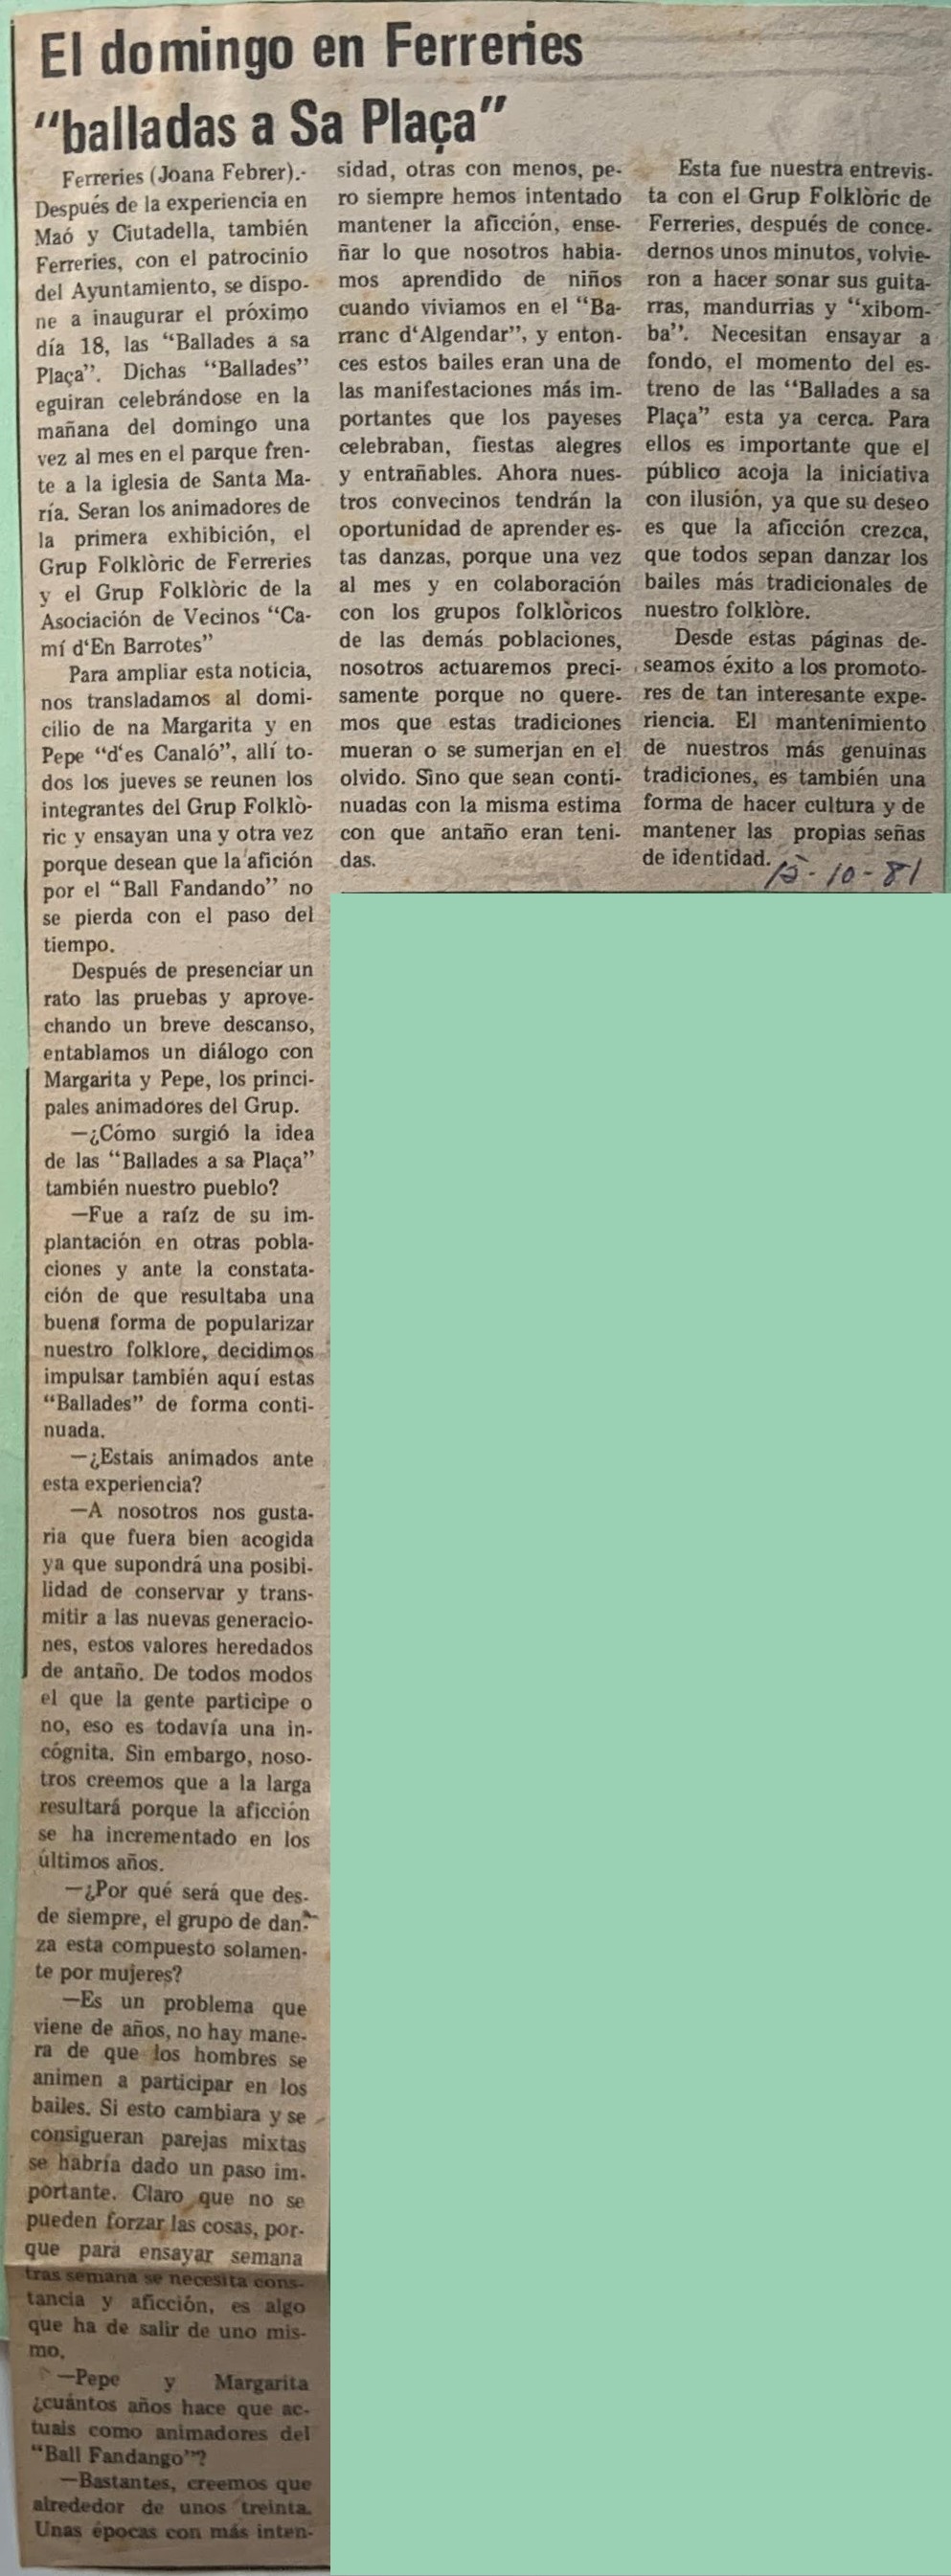 El domingo en Ferreries
“balladas a Sa Plaça”
Ferreries (Joana Febrer).-
Después de la experiencia en
Maó y Ciutadella, también
Ferreries, con el patrocinio
del Ayuntamiento, se dispo-
ne a inaugurar el próximo
día 18, las “Ballades a sa
Plaça”. Dichas “Ballades”
eguiran celebrándose en la
mañana del domingo una
vez al mes en el parque fren-
te a la iglesia de Santa Ma-
ría. Seran los animadores de
la primera exhibición, el
Grup Folklòric de Ferreries
y el Grup Folklòric de la
Asociación de Vecinos “Ca-
mí d‘En Barrotes”
Para ampliar esta noticia,
nos transladamos al domi-
cilio de na Margarita y en
Pepe “d‘es Canaló”, allí to-
dos los jueves se reunen los
integrantes del Grup Folklò-
ric y ensayan una y otra vez
porque desean que la afición
por el “Ball Fandando” no
se pierda con el paso del
tiempo.
Después de presenciar un
rato las pruebas y aprove-
chando un breve descanso,
entablamos un diálogo con
Margarita y Pepe, los princi-
pales animadores del Grup.
—¿Cómo surgió la idea
de las “Ballades a sa Plaça”
también nuestro pueblo?
—Fue a raíz de su im-
plantación en otras pobla-
ciones y ante la constata-
ción de que resultaba una
buena forma de popularizar
nuestro folklore, decidimos
impulsar también aquí estas
“Ballades” de forma conti-
nuada.
—¿Estais animados ante
esta experiencia?
—A nosotros nos gusta-
ria que fuera bien acogida
ya que supondrá una posibi-
lidad de conservar y trans-
mitir a las nuevas generacio-
nes, estos valores heredados
de antaño. De todos modos
el que la gente participe o
no, eso es todavía una in-
cógnita. Sin embargo, noso-
tros creemos que a la larga
resultará porque la aficción
se ha incrementado en los
últimos años.
—¿Por qué será que des-
de siempre, el grupo de dan-
za esta compuesto solamen-
te por mujeres?
—Es un problema que
viene de años, no hay mane-
ra de que los hombres se
animen a participar en los
bailes. Si esto cambiara y se
consigueran parejas mixtas
se habría dado un paso im-
portante. Claro que no se
pueden forzar las cosas, por-
que para ensayar semana
tras semana se necesita cons-
tancia y aficción, es algo
que ha de salir de uno mis-
mo.
—Pepe y Margarita
¿cuántos años hace que ac-
tuais como animadores del
“Ball Fandango”?
—Bastantes, creemos que
alrededor de unos treinta.
Unas épocas con más inten-
sidad, otras con menos, pe-
ro siempre hemos intentado
mantener la aficción, ense-
ñar lo que nosotros habia-
mos aprendido de niños
cuando viviamos en el “Ba-
rranc d‘Algendar”, y enton-
ces estos bailes eran una de
las manifestaciones más im-
portantes que los payeses
celebraban, fiestas alegres
y entrañables. Ahora nues-
tros convecinos tendrán la
oportunidad de aprender es-
tas danzas, porque una vez
al mes y en colaboración
con los grupos folklòricos
de las demás poblaciones,
nosotros actuaremos preci-
samente porque no quere-
mos que estas tradiciones
mueran o se sumerjan en el
olvido. Sino que sean conti-
nuadas con la misma estima
con que antaño eran teni-
das.
Esta fue nuestra entrevis-
ta con el Grup Folklòric de
Ferreries, después de conce-
dernos unos minutos, volvie-
ron a hacer sonar sus guita-
rras, mandurrias y “xibom-
ba”. Necesitan ensayar a
fondo, el momento del es-
treno de las “Ballades a sa
Plaça” esta ya cerca. Para
ellos es importante que el
público acoja la iniciativa
con ilusión, ya que su deseo
es que la aficción crezca,
que todos sepan danzar los
bailes más tradicionales de
nuestro folklòre.
Desde éstas páginas de-
seamos éxito a los promoto-
res de tan interesante expe-
riencia. El mantenimiento
de nuestros más genuinas
tradiciones, es también una
forma de hacer cultura y de
mantener las propias señas
de identidad.
15-10-81